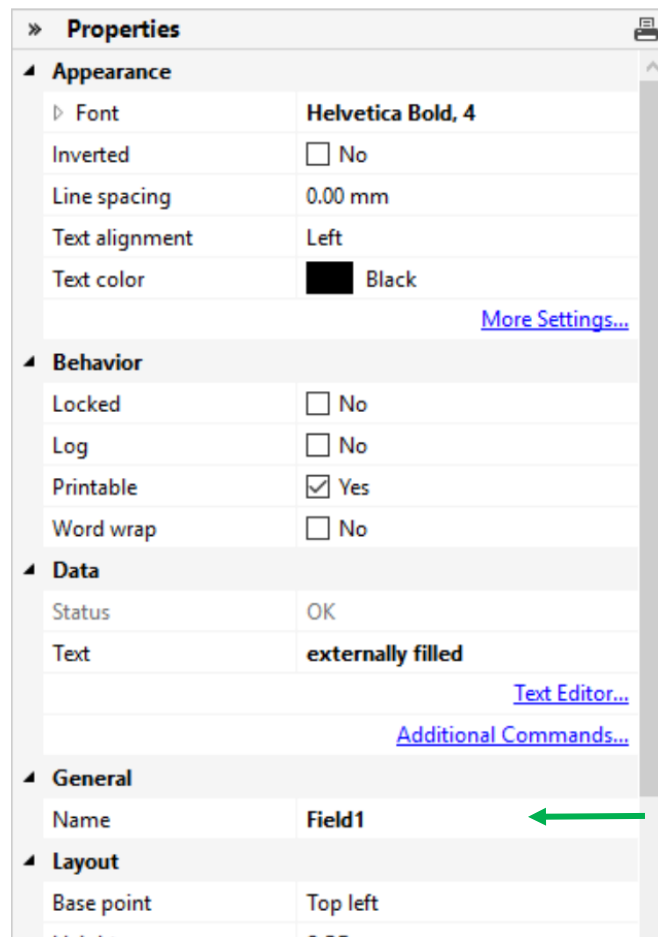 Properties
Appearance
Font Helvetica Bold, 4
Inverted No
Line spacing 0.00 mm
Text alignment Left
Text color Black
More Settings...
Behavior
Locked No
Log No
Printable Yes
Word wrap No
Data
Status OK
Text externally filled
Text Editor...
Additional Commands...
General
Name Field1
Layout
Base point Top left